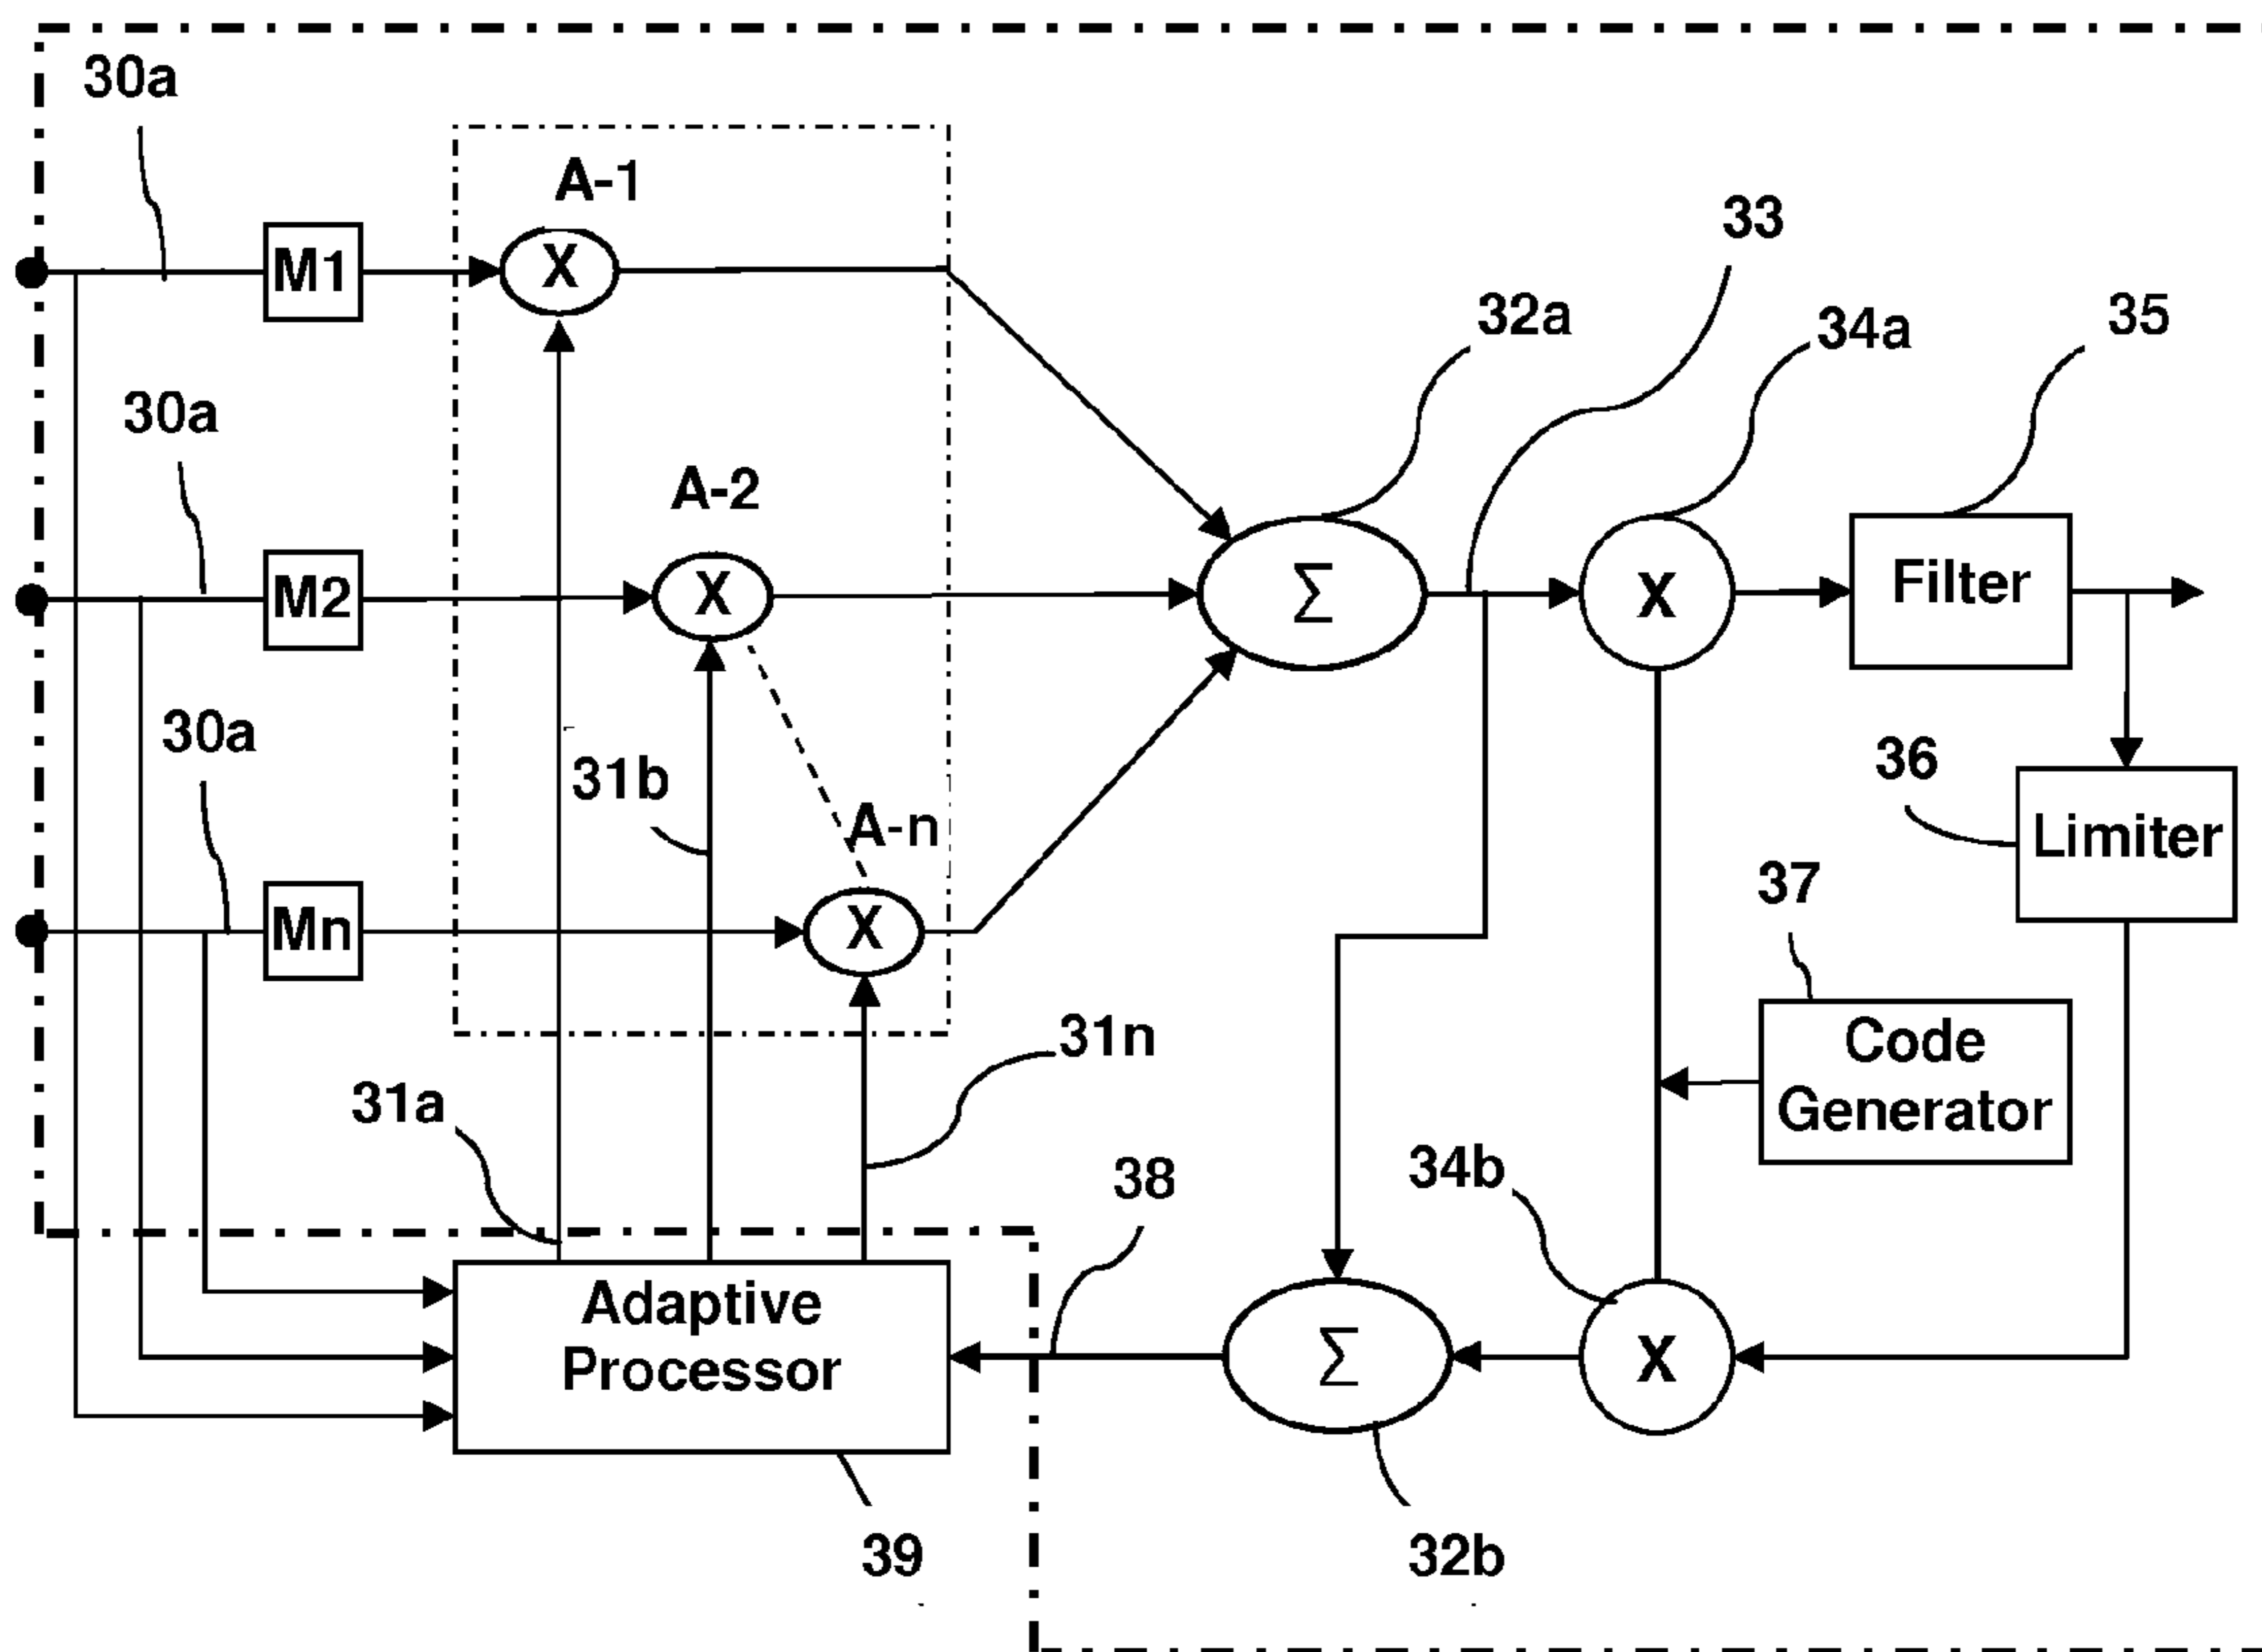 30a
A-1
M1
X
33
32a
34a
35
30a
A-2
M2
X
Σ
X
Filter
30a
31b
A-n
36
Limiter
37
Mn
X
31n
Code
Generator
31a
38
34b
Adaptive
Processor
Σ
X
39
32b